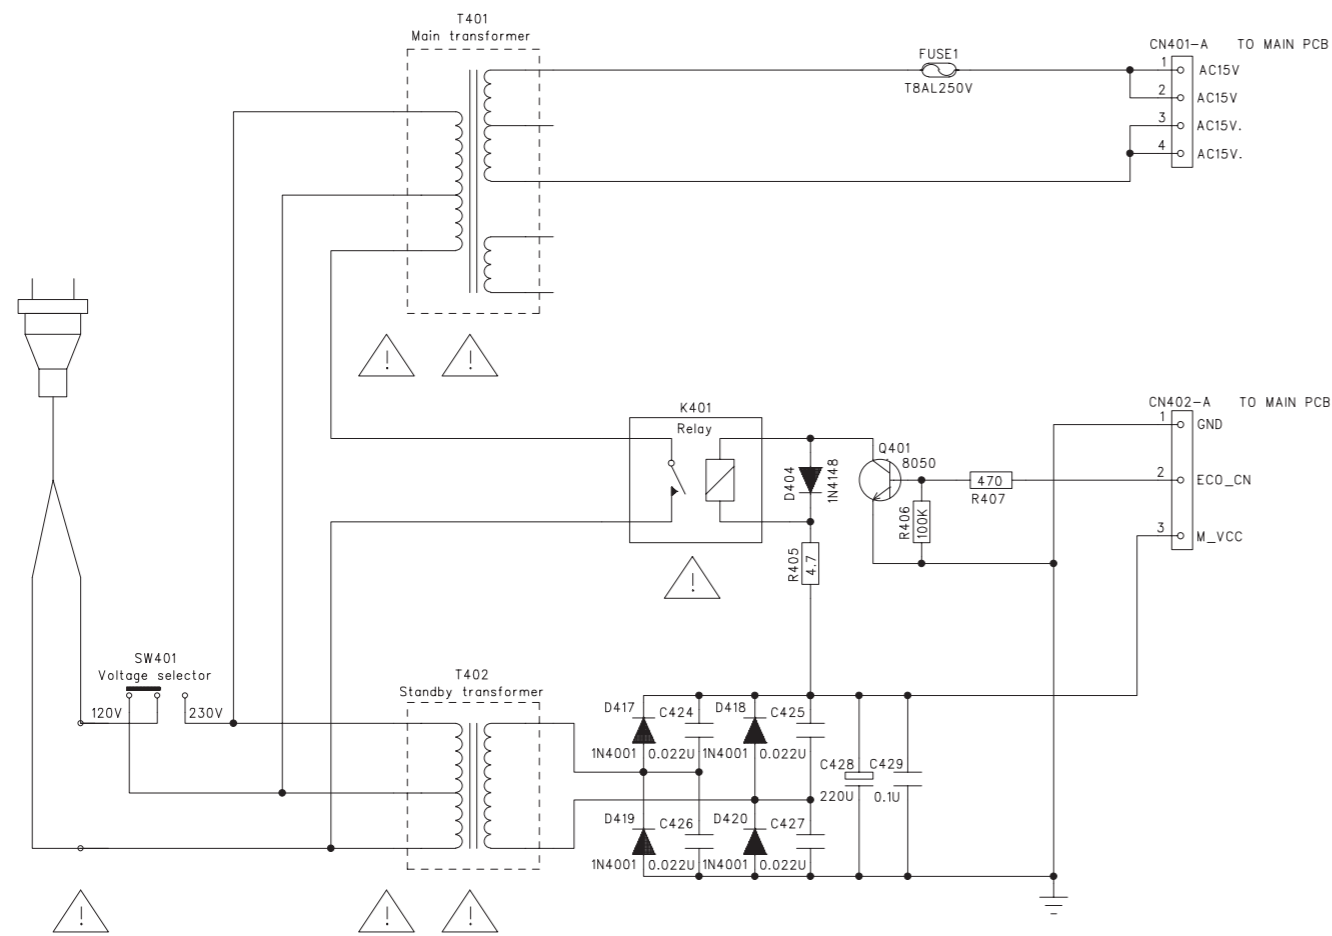 T401
Main transformer
FUSE1
T8AL250V
CN401-A TO MAIN PCB
1 AC15V
2 AC15V
3 AC15V.
4 AC15V.
!
!
K401
Relay
D404
1N4148
Q401
8050
R406
100K
470
R407
R405
4.7
!
CN402-A TO MAIN PCB
1 GND
2 ECO_CN
3 M_VCC
SW401
Voltage selector
120V
230V
T402
Standby transformer
D417
1N4001
C424
0.022U
D418
1N4001
C425
0.022U
C428
220U
C429
0.1U
D419
1N4001
C426
0.022U
D420
1N4001
C427
0.022U
!
!
!